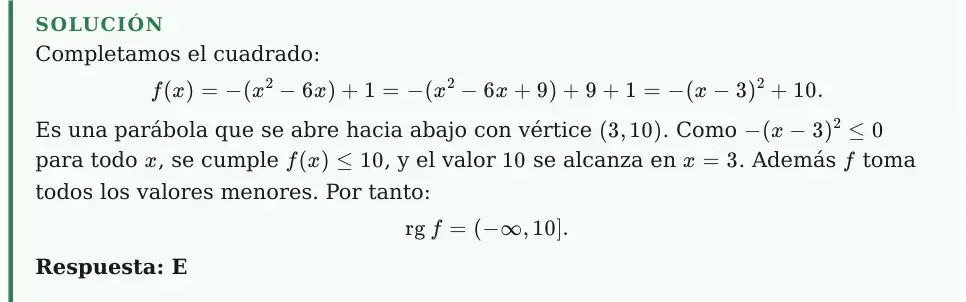 SOLUCIÓN
Completamos el cuadrado:
f(x) = −(x² − 6x) + 1 = −(x² − 6x + 9) + 9 + 1 = −(x − 3)² + 10.
Es una parábola que se abre hacia abajo con vértice (3, 10). Como −(x − 3)² ≤ 0
para todo x, se cumple f(x) ≤ 10, y el valor 10 se alcanza en x = 3. Además f toma
todos los valores menores. Por tanto:
rg f = (−∞, 10].
Respuesta: E